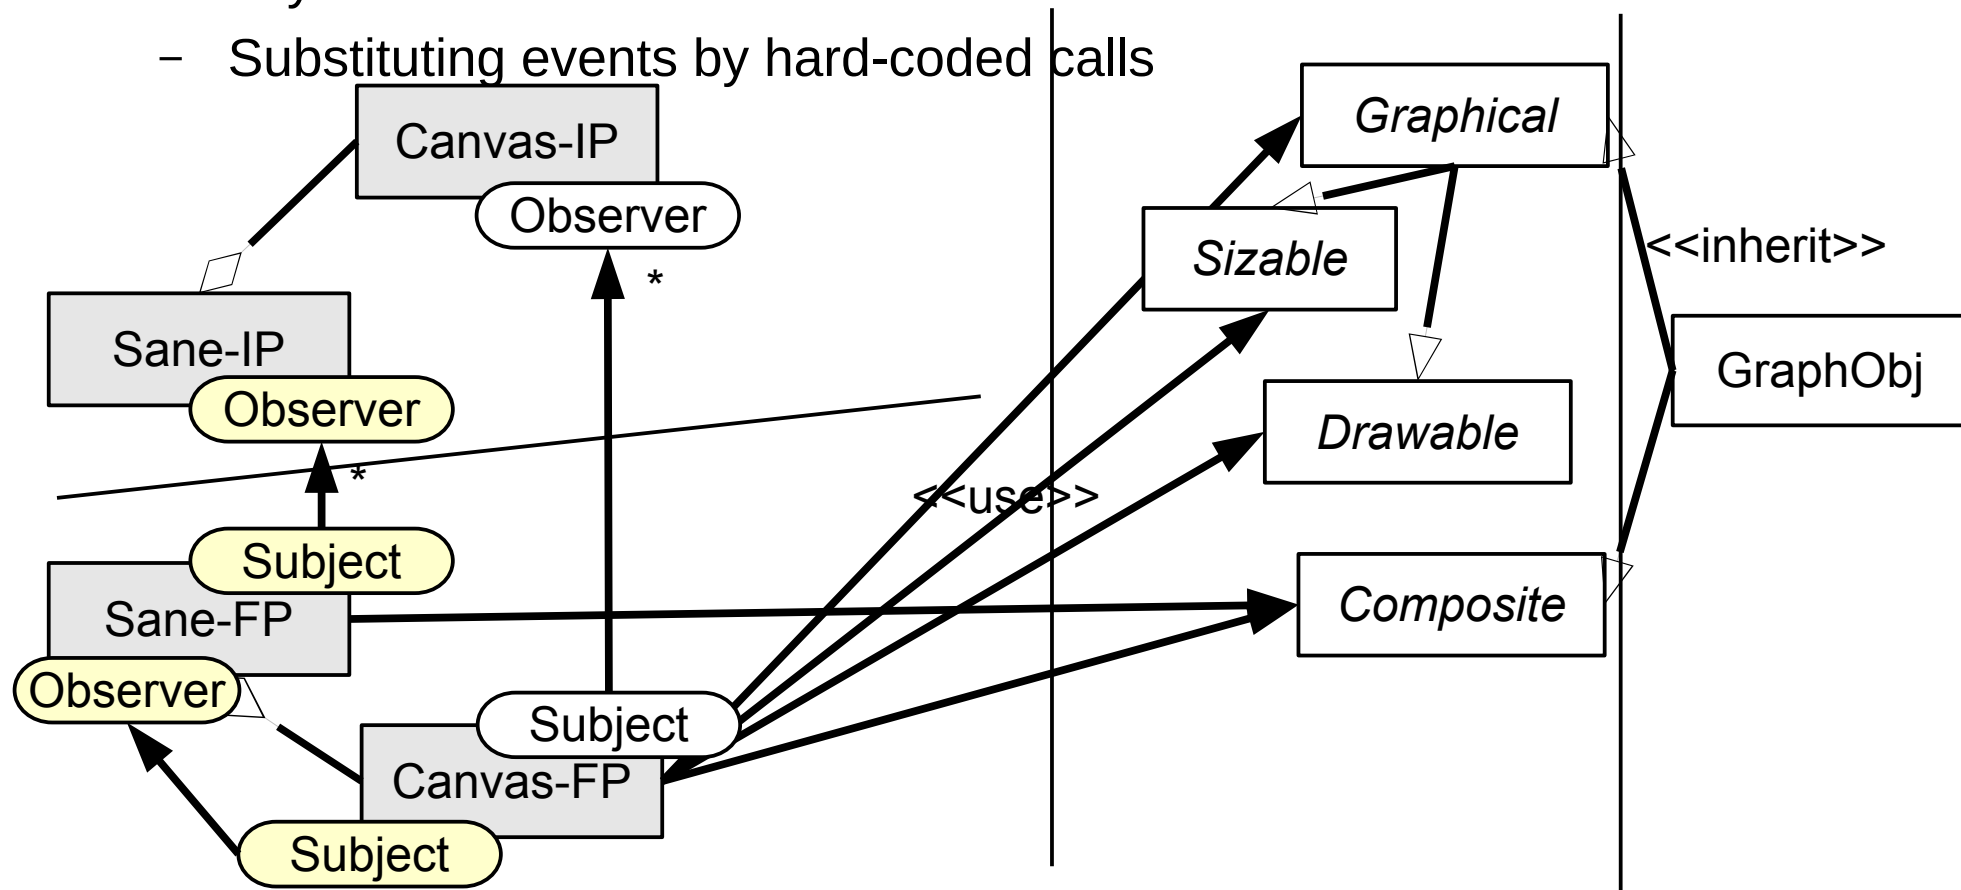 – Substituting events by hard-coded calls
Graphical
Canvas-IP
Observer
<<inherit>>
Sizable
*
Sane-IP
GraphObj
Observer
Drawable
*
<<use>>
Subject
Composite
Sane-FP
Observer
Subject
Canvas-FP
Subject